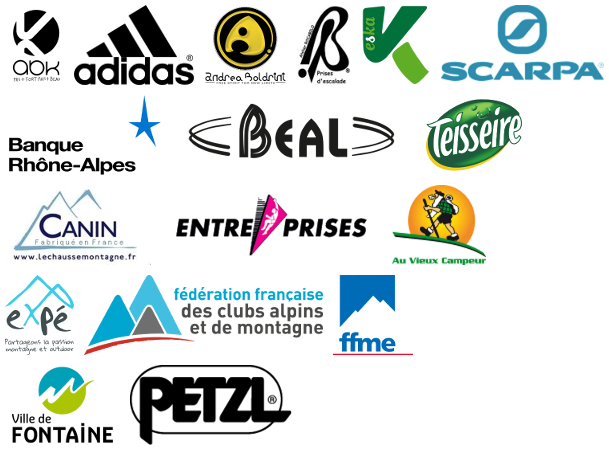 abk
adidas®
andrea Boldrini
Prises
d'escalade
eska
SCARPA®
Banque
Rhône-Alpes
BEAL
Teisseire
CANIN
Fabriqué en France
www.lechaussemontagne.fr
ENTRE PRISES
Au Vieux Campeur
expé
Partageons la passion
montagne et outdoor
fédération française
des clubs alpins
et de montagne
ffme
Ville de
FONTAINE
PETZL®